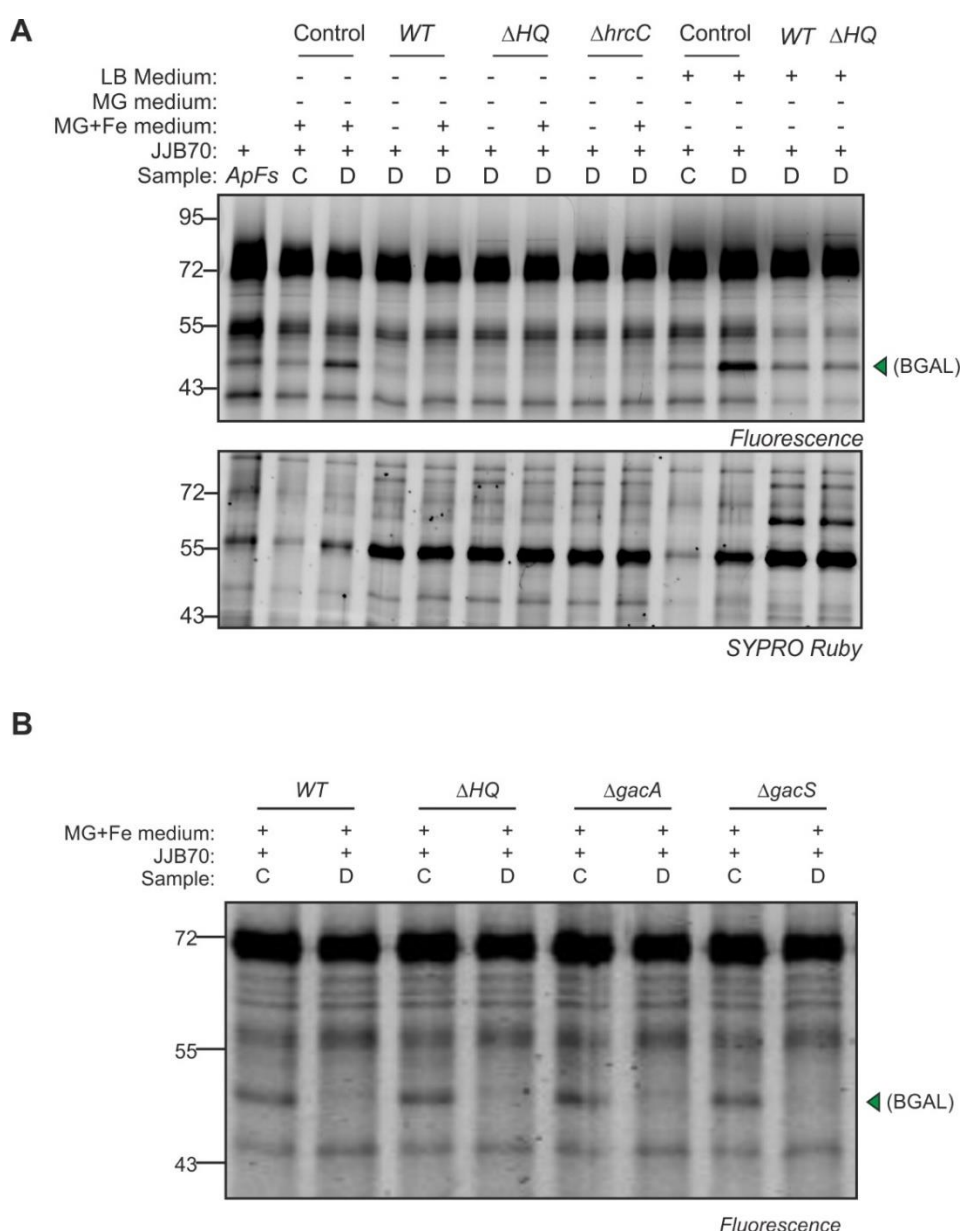 A
Control WT ΔHQ ΔhrcC Control WT ΔHQ
LB Medium: - - - - - - - - + + + +
MG medium: - - - - - - - - - - - -
MG+Fe medium: + + - + - + - + - - - -
JJB70: + + + + + + + + + + + + +
Sample: ApFs C D D D D D D D C D D D
95
72
55
43
(BGAL)
Fluorescence
72
55
43
SYPRO Ruby
B
WT ΔHQ ΔgacA ΔgacS
MG+Fe medium: + + + + + + + +
JJB70: + + + + + + + +
Sample: C D C D C D C D
72
55
43
(BGAL)
Fluorescence